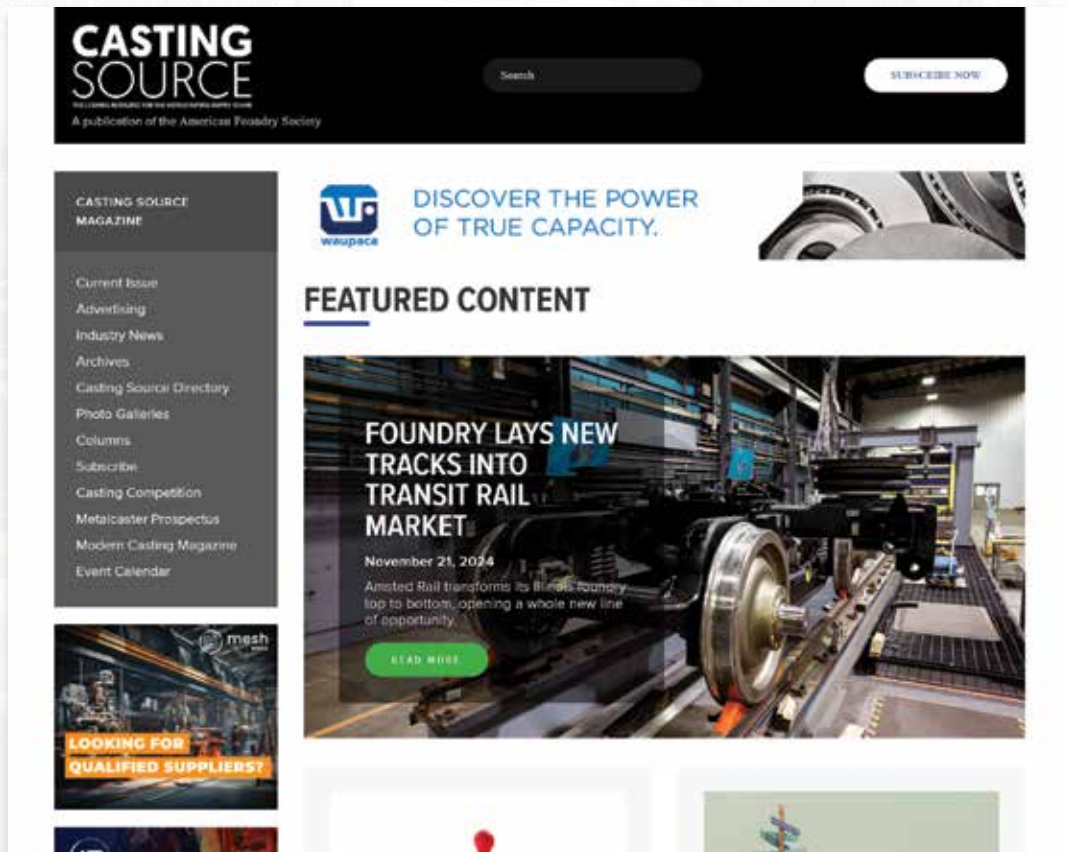 CASTING
SOURCE
A publication of the American Foundry Society
Search
SUBSCRIBE NOW
CASTING SOURCE
MAGAZINE
Current Issue
Advertising
Industry News
Archives
Casting Source Directory
Photo Galleries
Columns
Subscribe
Casting Competition
Metalcaster Prospectus
Modern Casting Magazine
Event Calendar
waupaca
DISCOVER THE POWER
OF TRUE CAPACITY.
FEATURED CONTENT
FOUNDRY LAYS NEW
TRACKS INTO
TRANSIT RAIL
MARKET
November 21, 2024
Amsted Rail transforms its Illinois foundry
top to bottom, opening a whole new line
of opportunity.
READ MORE
mesh
LOOKING FOR
QUALIFIED SUPPLIERS?